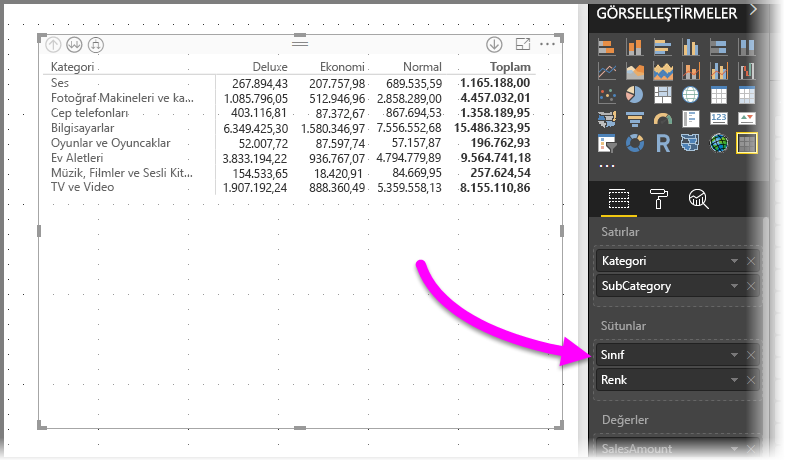 GÖRSELLEŞTİRMELER
Kategori Deluxe Ekonomi Normal Toplam
Ses 267.894,43 207.757,98 689.535,59 1.165.188,00
Fotoğraf Makineleri ve ka... 1.085.796,05 512.946,96 2.858.289,00 4.457.032,01
Cep telefonları 403.116,81 87.372,67 867.694,53 1.358.189,95
Bilgisayarlar 6.349.425,30 1.580.346,97 7.556.552,68 15.486.323,95
Oyunlar ve Oyuncaklar 52.007,72 87.597,74 57.157,87 196.762,93
Ev Aletleri 3.833.194,22 936.767,07 4.794.779,89 9.564.741,18
Müzik, Filmler ve Sesli Kit... 154.533,65 18.420,91 84.669,95 257.624,54
TV ve Video 1.907.192,24 888.360,49 5.359.558,13 8.155.110,86
123
R
Satırlar
Kategori
SubCategory
Sütunlar
Sınıf
Renk
Değerler
SalesAmount